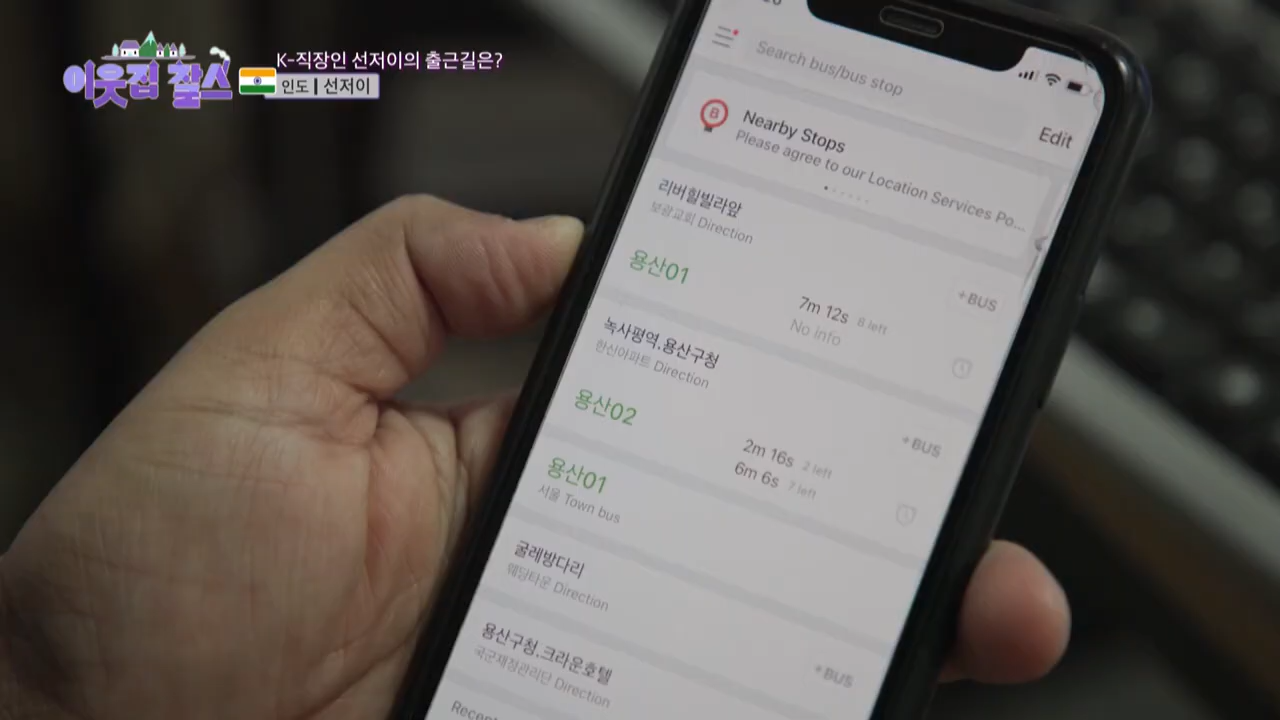 이웃집 찰스
K-직장인 선저이의 출근길은?
인도 | 선저이
Search bus/bus stop
Edit
B
Nearby Stops
Please agree to our Location Services Po...
리버힐빌라앞
보광교회 Direction
+BUS
용산01
7m 12s 8 left
No info
녹사평역.용산구청
한신아파트 Direction
+BUS
용산02
2m 16s 2 left
6m 6s 7 left
용산01
서울 Town bus
굴레방다리
웨딩타운 Direction
+BUS
용산구청.크라운호텔
국군재정관리단 Direction